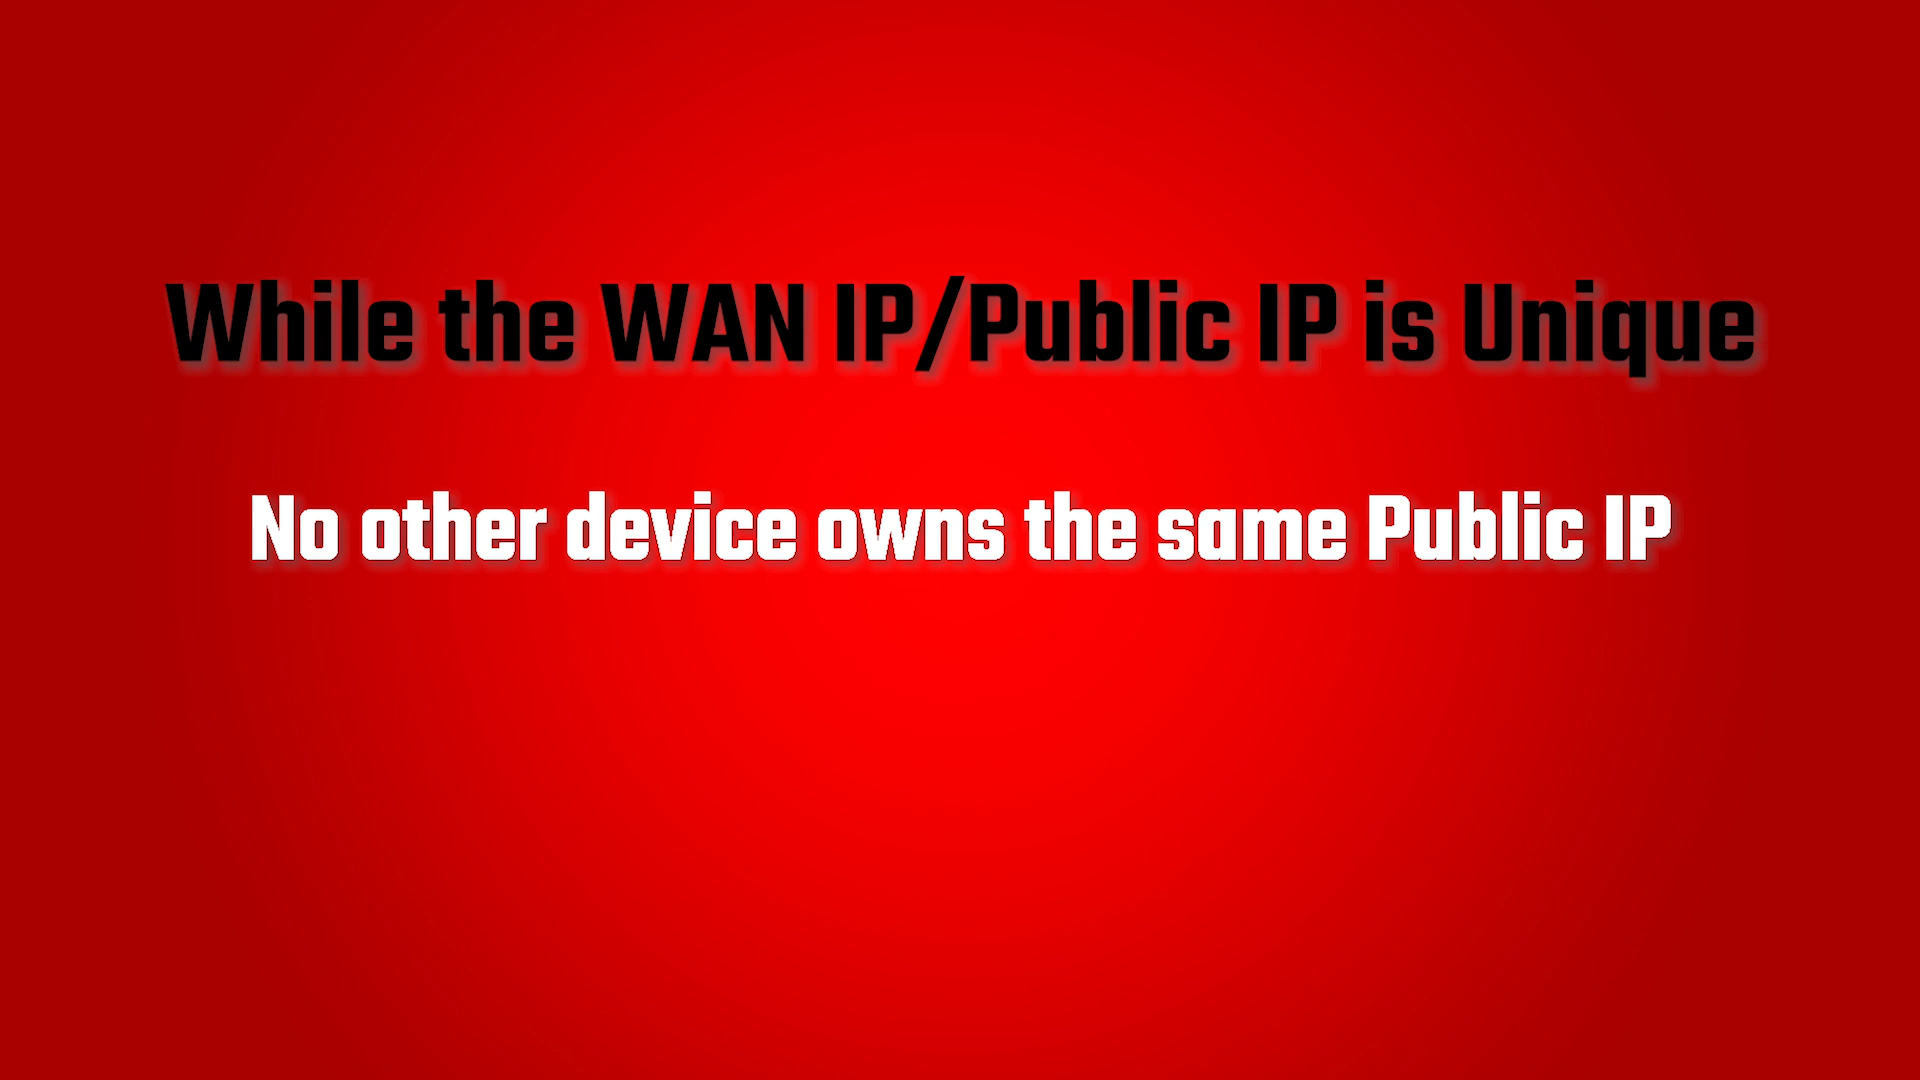 While the WAN IP/Public IP is Unique
No other device owns the same Public IP